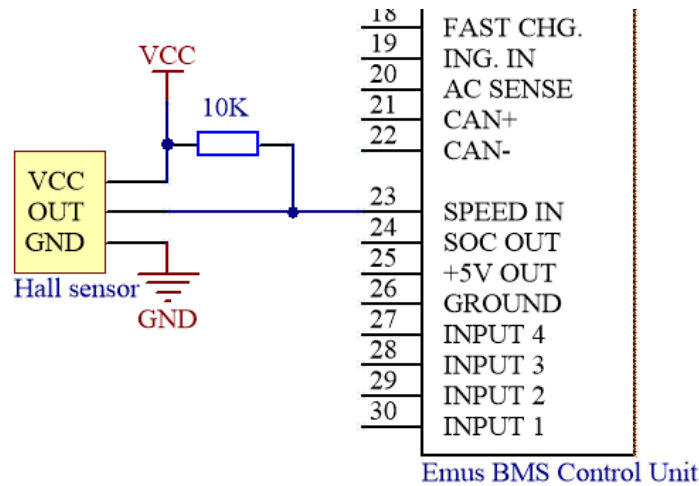 18
FAST CHG.
19
ING. IN
20
AC SENSE
21
CAN+
22
CAN-
VCC
10K
VCC
OUT
GND
Hall sensor
GND
23
SPEED IN
24
SOC OUT
25
+5V OUT
26
GROUND
27
INPUT 4
28
INPUT 3
29
INPUT 2
30
INPUT 1
Emus BMS Control Unit